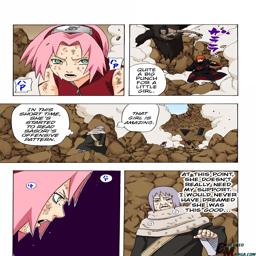 QUITE
A BIG
PUNCH
FOR A
LITTLE
GIRL.
IN THIS
SHORT TIME,
SHE'S
STARTED
TO READ
SASORI'S
OFFENSIVE
PATTERN.
THAT
GIRL IS
AMAZING.
AT THIS POINT,
SHE DOESN'T
REALLY NEED
MY SUPPORT.
I WOULD NEVER
HAVE DREAMED
SHE WAS
THIS GOOD...